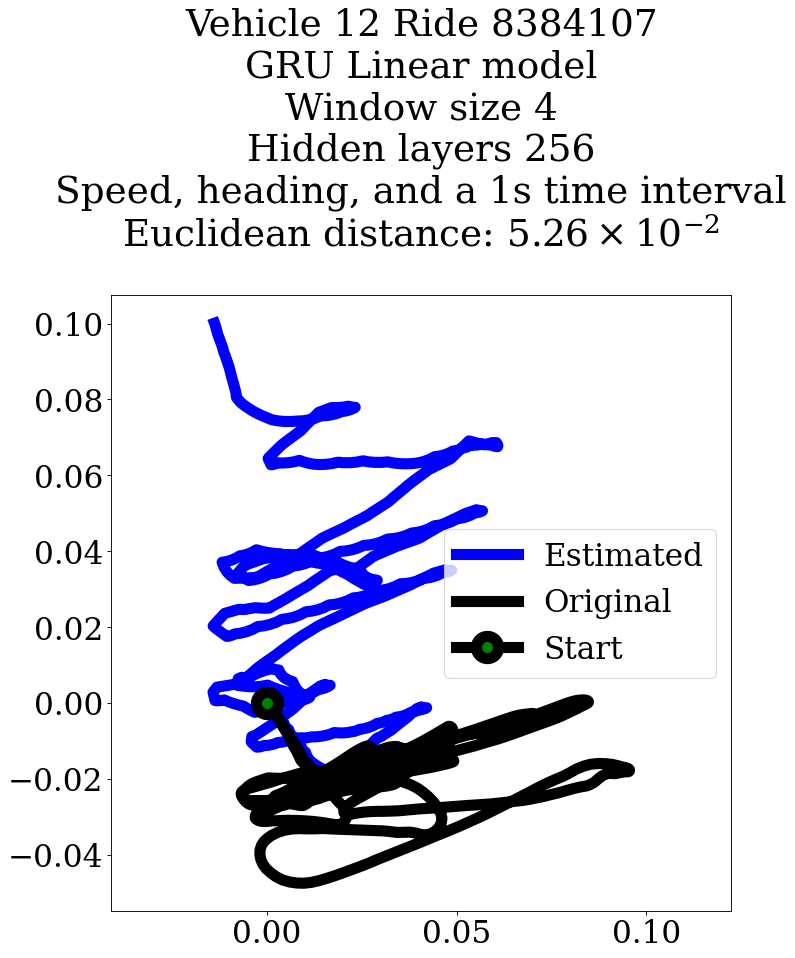 Vehicle 12 Ride 8384107
GRU Linear model
Window size 4
Hidden layers 256
Speed, heading, and a 1s time interval
Euclidean distance: 5.26 × 10⁻²
0.10
0.08
0.06
0.04
0.02
0.00
−0.02
−0.04
Estimated
Original
Start
0.00 0.05 0.10